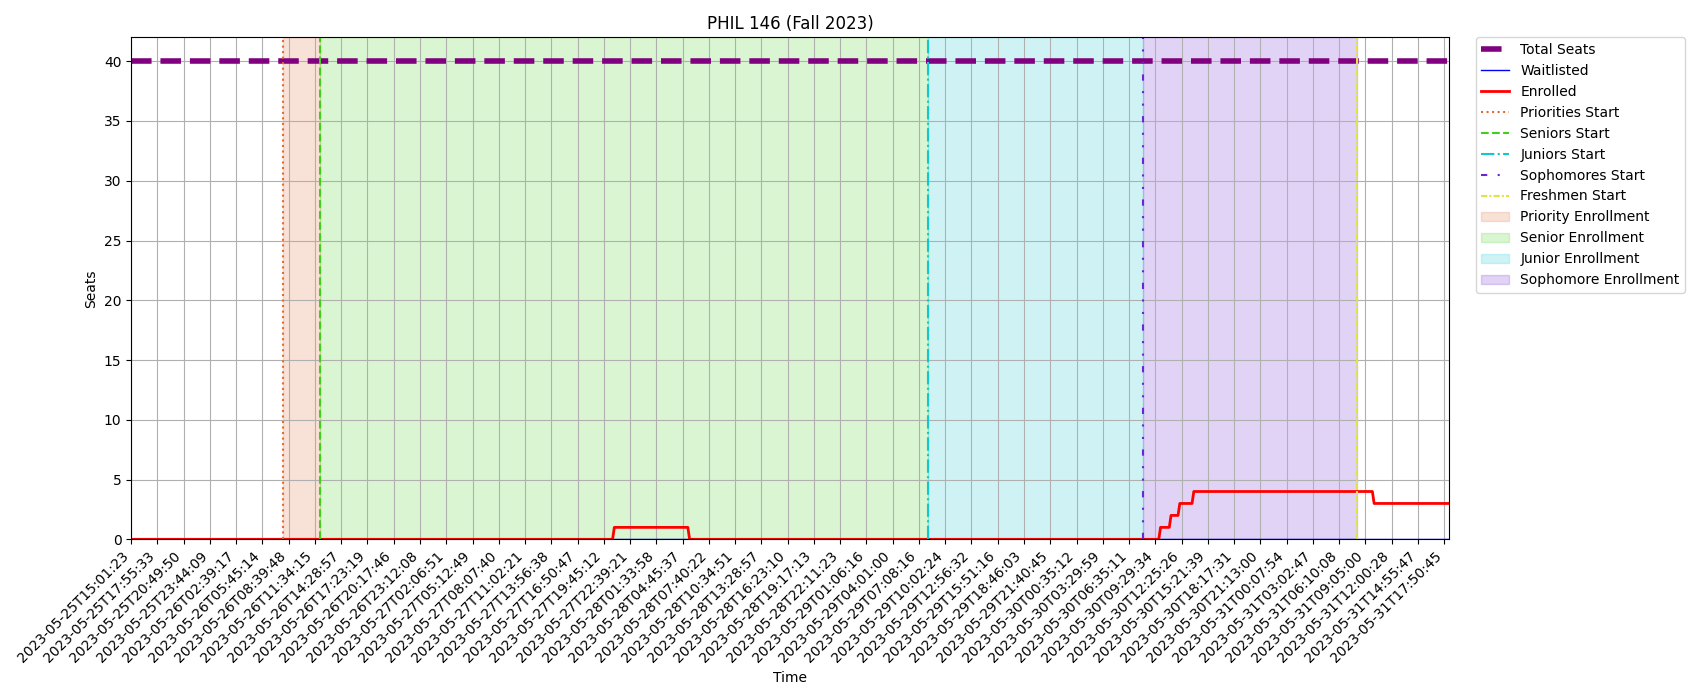 PHIL 146 (Fall 2023)
Seats
40
35
30
25
20
15
10
5
0
2023-05-25T15:01:23
2023-05-25T17:55:33
2023-05-25T20:49:50
2023-05-25T23:44:09
2023-05-26T02:39:17
2023-05-26T05:45:14
2023-05-26T08:39:48
2023-05-26T11:34:15
2023-05-26T14:28:57
2023-05-26T17:23:19
2023-05-26T20:17:46
2023-05-26T23:12:08
2023-05-27T02:06:51
2023-05-27T05:12:49
2023-05-27T08:07:40
2023-05-27T11:02:21
2023-05-27T13:56:38
2023-05-27T16:50:47
2023-05-27T19:45:12
2023-05-27T22:39:21
2023-05-28T01:33:58
2023-05-28T04:45:37
2023-05-28T07:40:22
2023-05-28T10:34:51
2023-05-28T13:28:57
2023-05-28T16:23:10
2023-05-28T19:17:13
2023-05-28T22:11:23
2023-05-29T01:06:16
2023-05-29T04:01:00
2023-05-29T07:08:16
2023-05-29T10:02:24
2023-05-29T12:56:32
2023-05-29T15:51:16
2023-05-29T18:46:03
2023-05-29T21:40:45
2023-05-30T00:35:12
2023-05-30T03:29:59
2023-05-30T06:35:11
2023-05-30T09:29:34
2023-05-30T12:25:26
2023-05-30T15:21:39
2023-05-30T18:17:31
2023-05-30T21:13:00
2023-05-31T00:07:54
2023-05-31T03:02:47
2023-05-31T06:10:08
2023-05-31T09:05:00
2023-05-31T12:00:28
2023-05-31T14:55:47
2023-05-31T17:50:45
Time
Total Seats
Waitlisted
Enrolled
Priorities Start
Seniors Start
Juniors Start
Sophomores Start
Freshmen Start
Priority Enrollment
Senior Enrollment
Junior Enrollment
Sophomore Enrollment